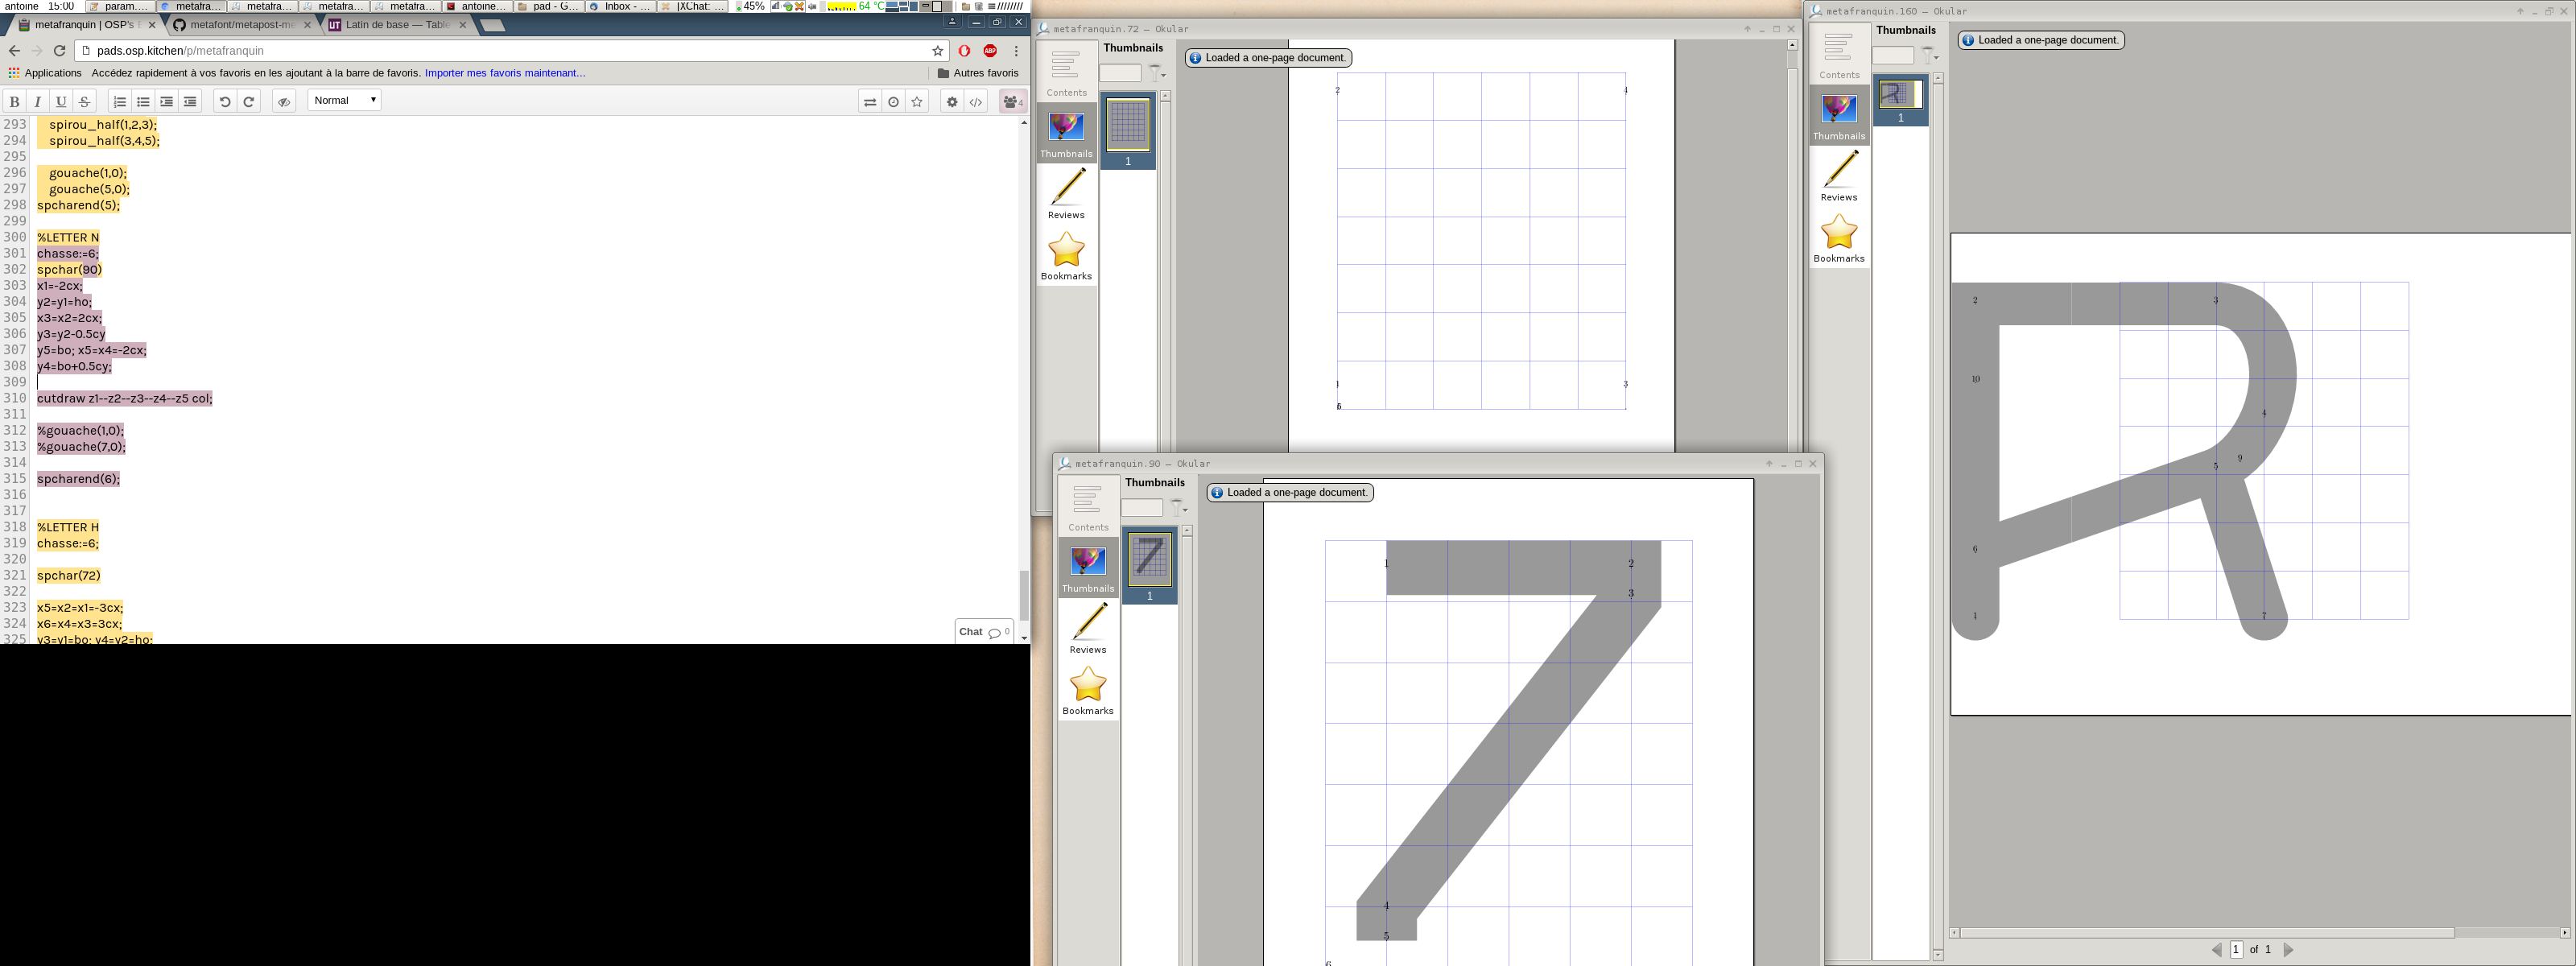 antoine 15:00 param.... metafra... metafra... metafra... metafra... antoine... pad - G... Inbox - ... |XChat: ... 45% 64 °C
metafranquin | OSP's metafont/metapost-me Latin de base — Table
pads.osp.kitchen/p/metafranquin
Applications Accédez rapidement à vos favoris en les ajoutant à la barre de favoris. Importer mes favoris maintenant... Autres favoris
B I U S Normal 4
293 spirou_half(1,2,3);
294 spirou_half(3,4,5);
295
296 gouache(1,0);
297 gouache(5,0);
298 spcharend(5);
299
300 %LETTER N
301 chasse:=6;
302 spchar(90)
303 x1=-2cx;
304 y2=y1=ho;
305 x3=x2=2cx;
306 y3=y2-0.5cy
307 y5=bo; x5=x4=-2cx;
308 y4=bo+0.5cy;
309
310 cutdraw z1--z2--z3--z4--z5 col;
311
312 %gouache(1,0);
313 %gouache(7,0);
314
315 spcharend(6);
316
317
318 %LETTER H
319 chasse:=6;
320
321 spchar(72)
322
323 x5=x2=x1=-3cx;
324 x6=x4=x3=3cx;
325 y3=y1=bo; y4=y2=ho;
Chat 0
metafranquin.72 — Okular
Thumbnails
Loaded a one-page document.
Contents
Thumbnails
Reviews
Bookmarks
1
2 4
1 3
6
metafranquin.90 — Okular
Thumbnails
Loaded a one-page document.
Contents
Thumbnails
Reviews
Bookmarks
1
1 2
3
4
5
6
metafranquin.160 — Okular
Thumbnails
Loaded a one-page document.
Contents
Thumbnails
Reviews
Bookmarks
1
2 3
10
4
9
5
6
1 7
1 of 1